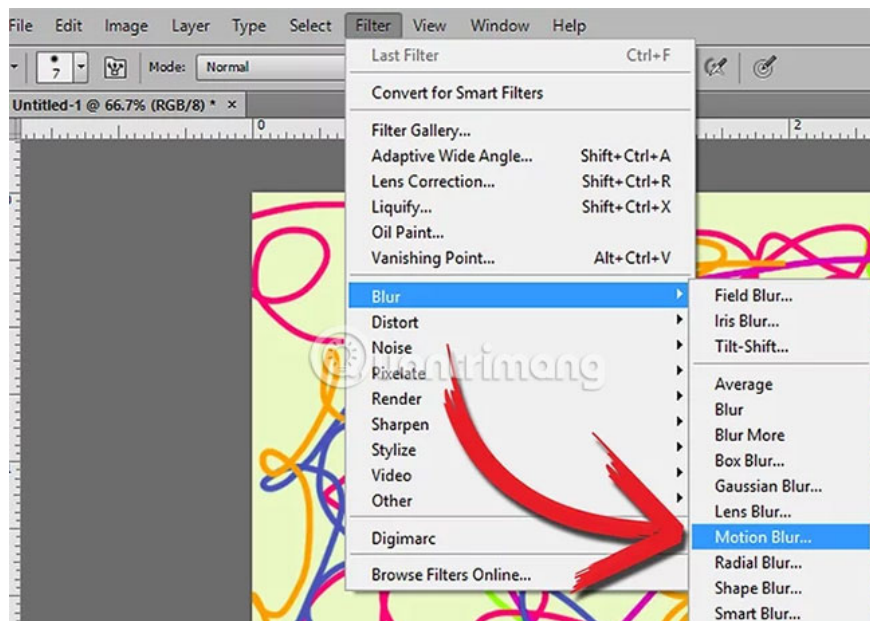 File Edit Image Layer Type Select Filter View Window Help
7 Mode: Normal
Untitled-1 @ 66.7% (RGB/8) * ×
0 2
Last Filter Ctrl+F
Convert for Smart Filters
Filter Gallery...
Adaptive Wide Angle... Shift+Ctrl+A
Lens Correction... Shift+Ctrl+R
Liquify... Shift+Ctrl+X
Oil Paint...
Vanishing Point... Alt+Ctrl+V
Blur
Distort
Noise
Pixelate
Render
Sharpen
Stylize
Video
Other
Digimarc
Browse Filters Online...
Field Blur...
Iris Blur...
Tilt-Shift...
Average
Blur
Blur More
Box Blur...
Gaussian Blur...
Lens Blur...
Motion Blur...
Radial Blur...
Shape Blur...
Smart Blur...
Quantrimang